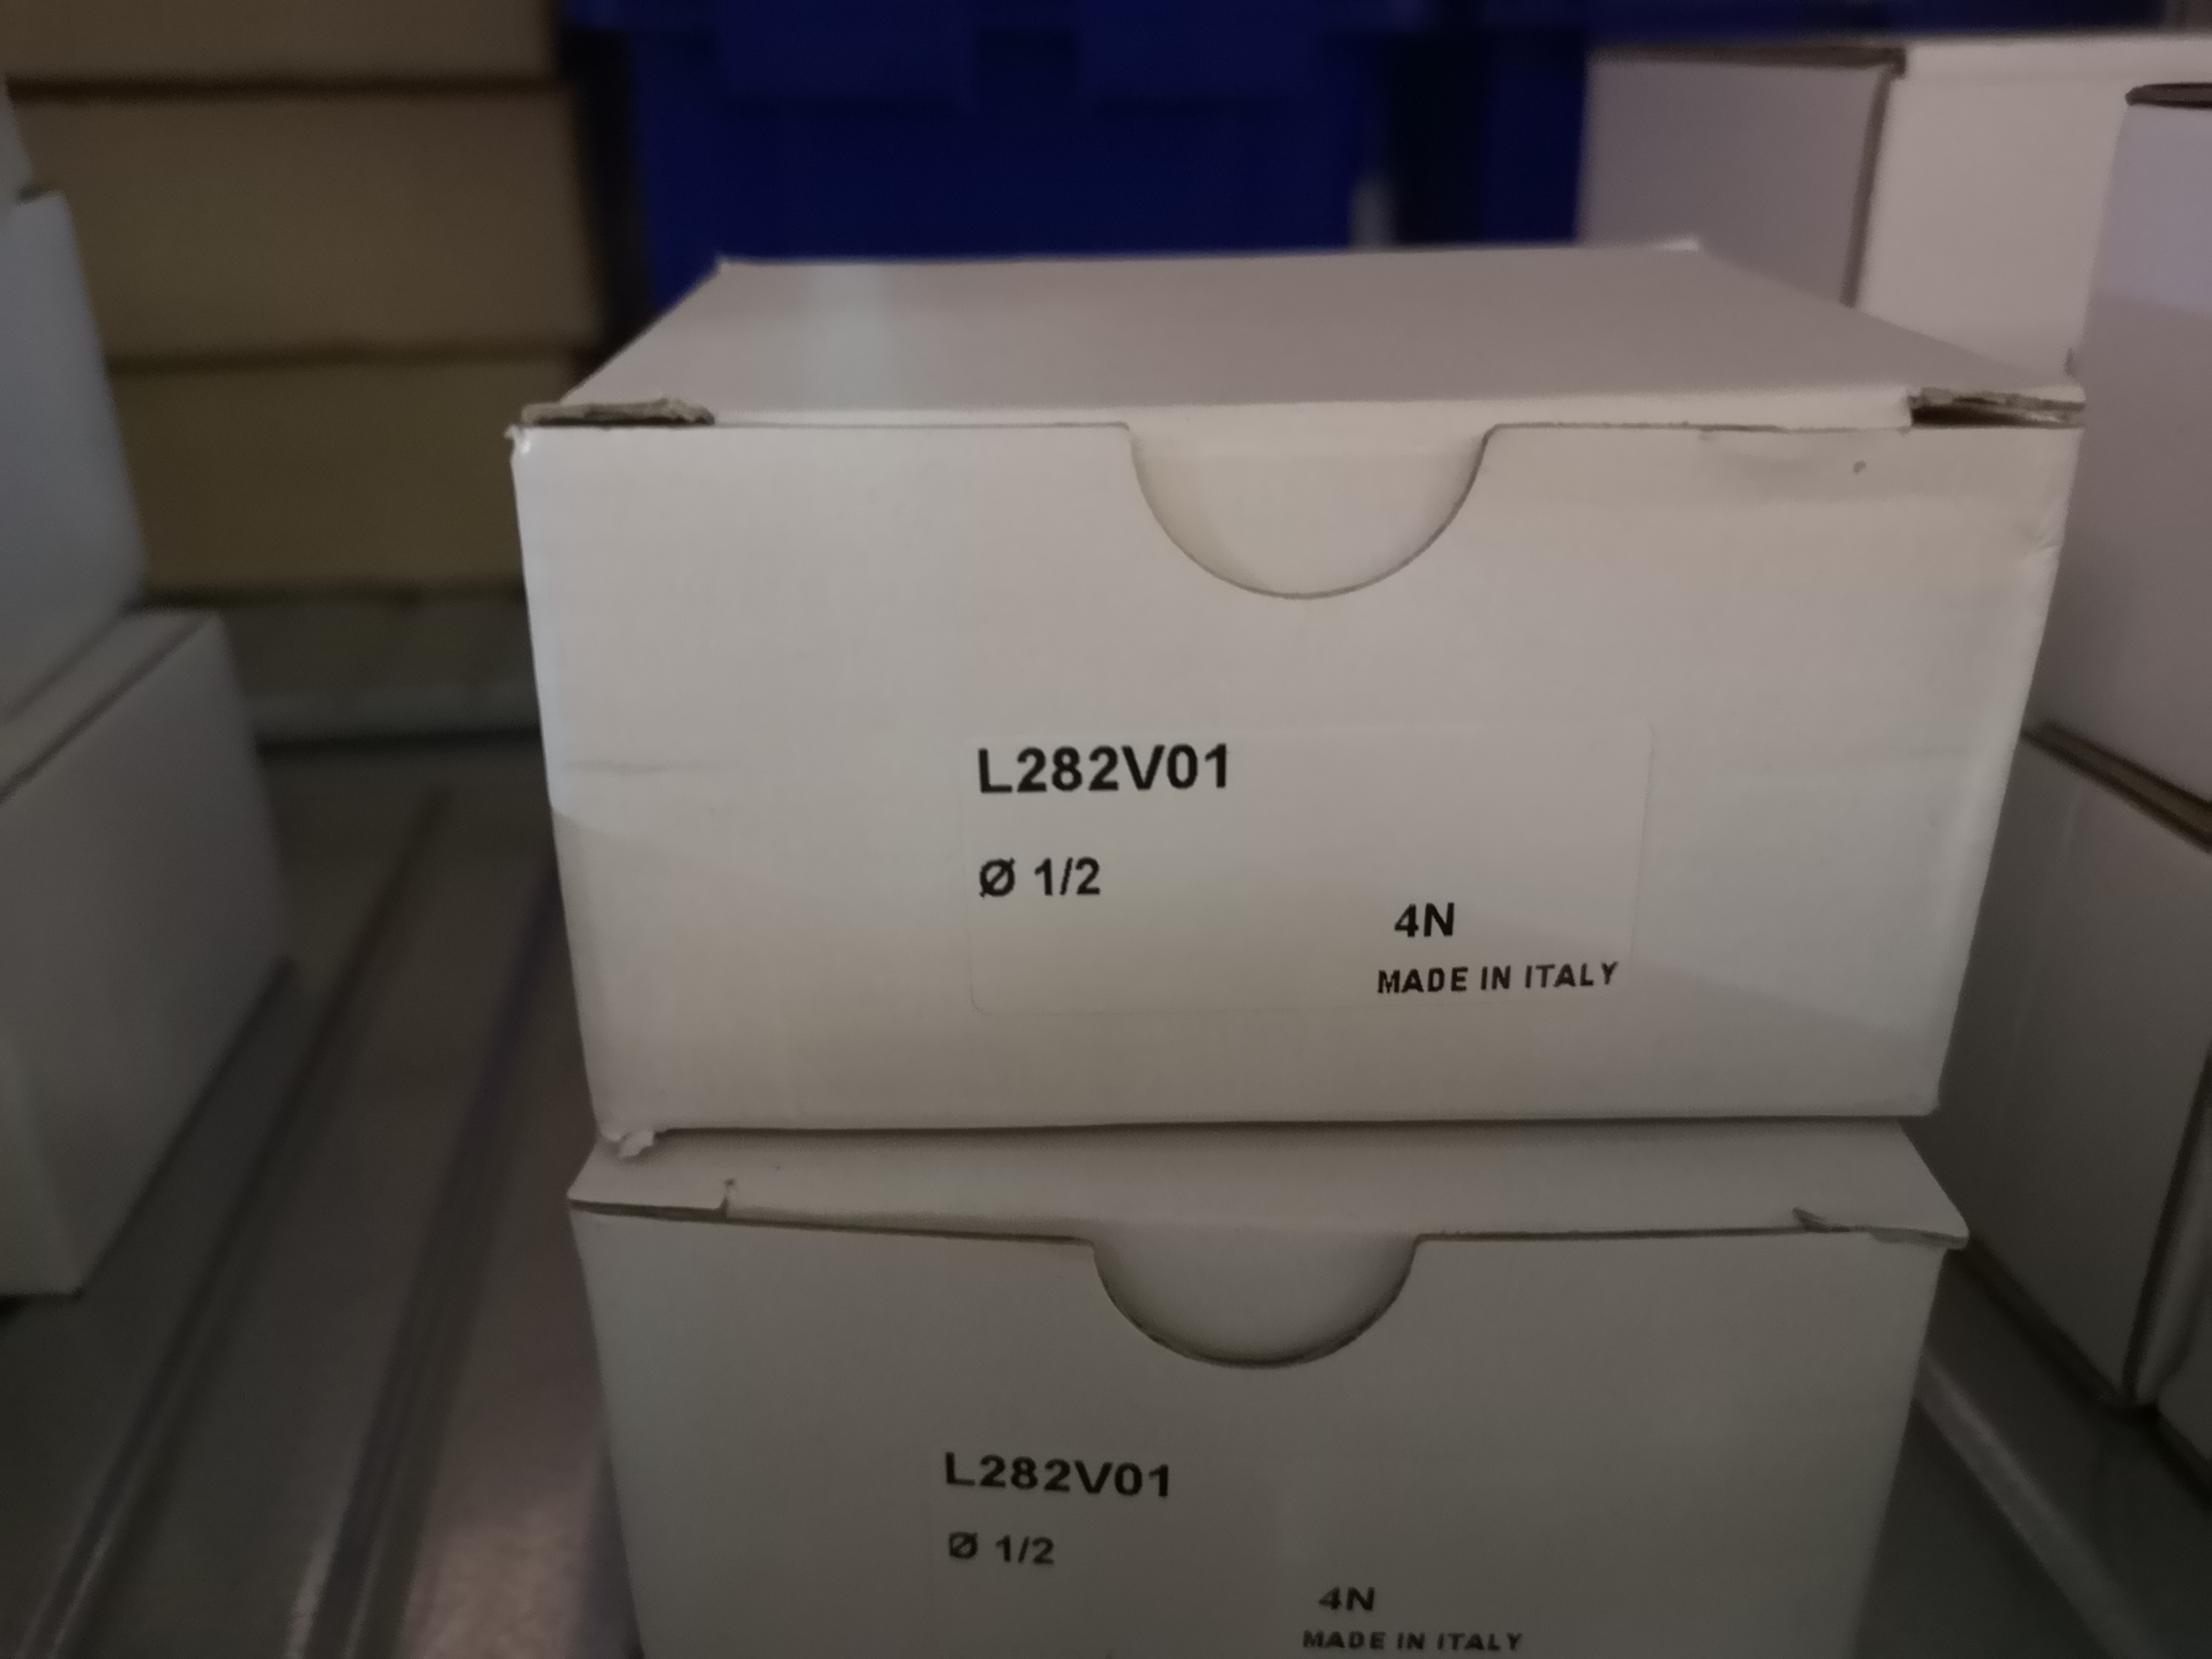 L282V01
Ø 1/2
4N
MADE IN ITALY
L282V01
Ø 1/2
4N
MADE IN ITALY